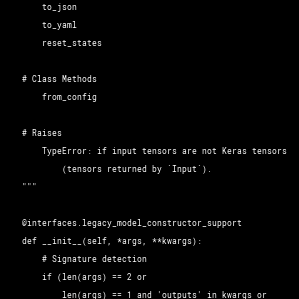 to_json
to_yaml
reset_states
# Class Methods
from_config
# Raises
TypeError: if input tensors are not Keras tensors
(tensors returned by `Input`).
"""
@interfaces.legacy_model_constructor_support
def __init__(self, *args, **kwargs):
# Signature detection
if (len(args) == 2 or
len(args) == 1 and 'outputs' in kwargs or